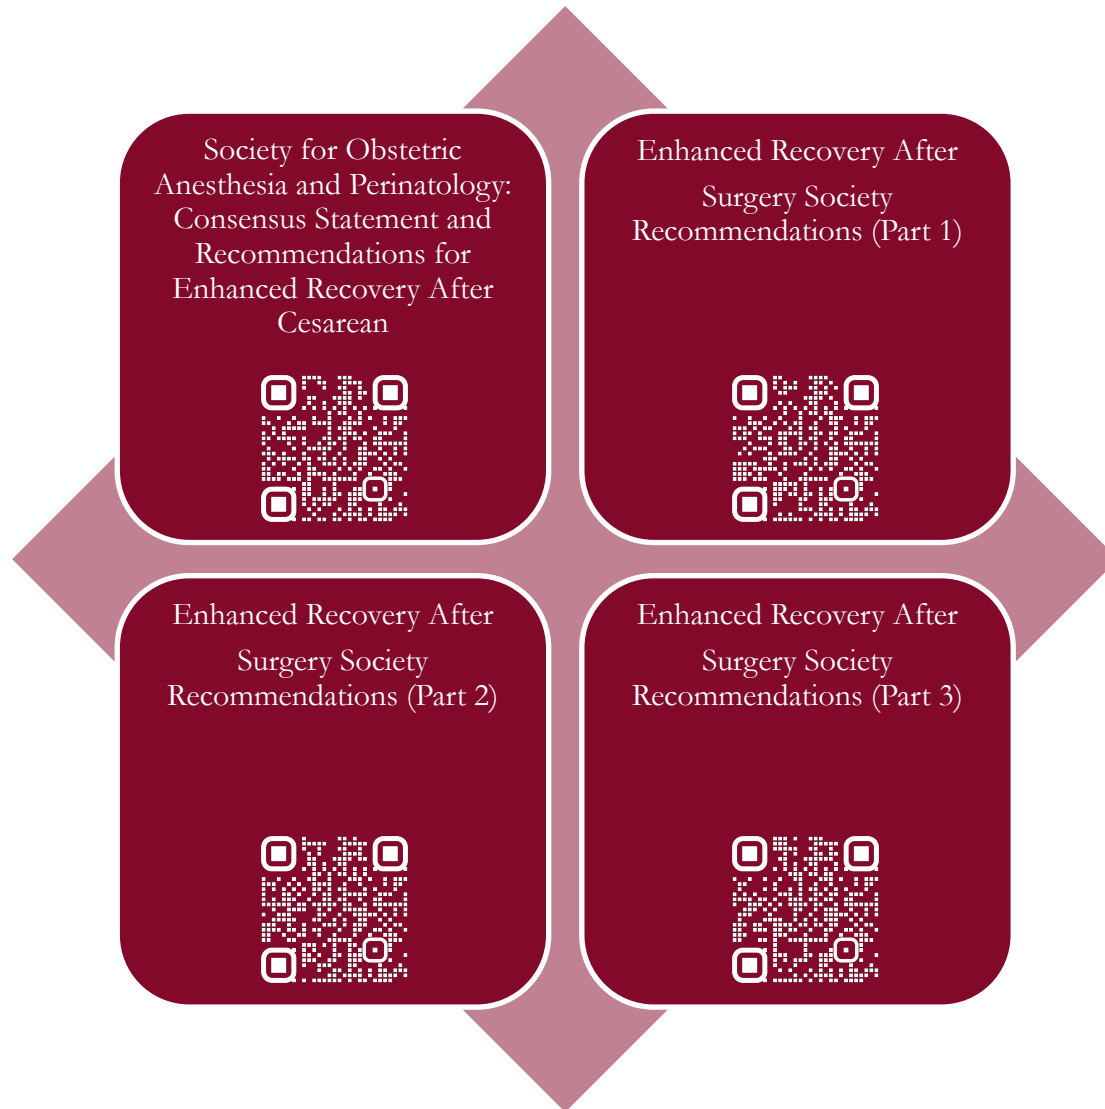 Society for Obstetric
Anesthesia and Perinatology:
Consensus Statement and
Recommendations for
Enhanced Recovery After
Cesarean
Enhanced Recovery After
Surgery Society
Recommendations (Part 1)
Enhanced Recovery After
Surgery Society
Recommendations (Part 2)
Enhanced Recovery After
Surgery Society
Recommendations (Part 3)